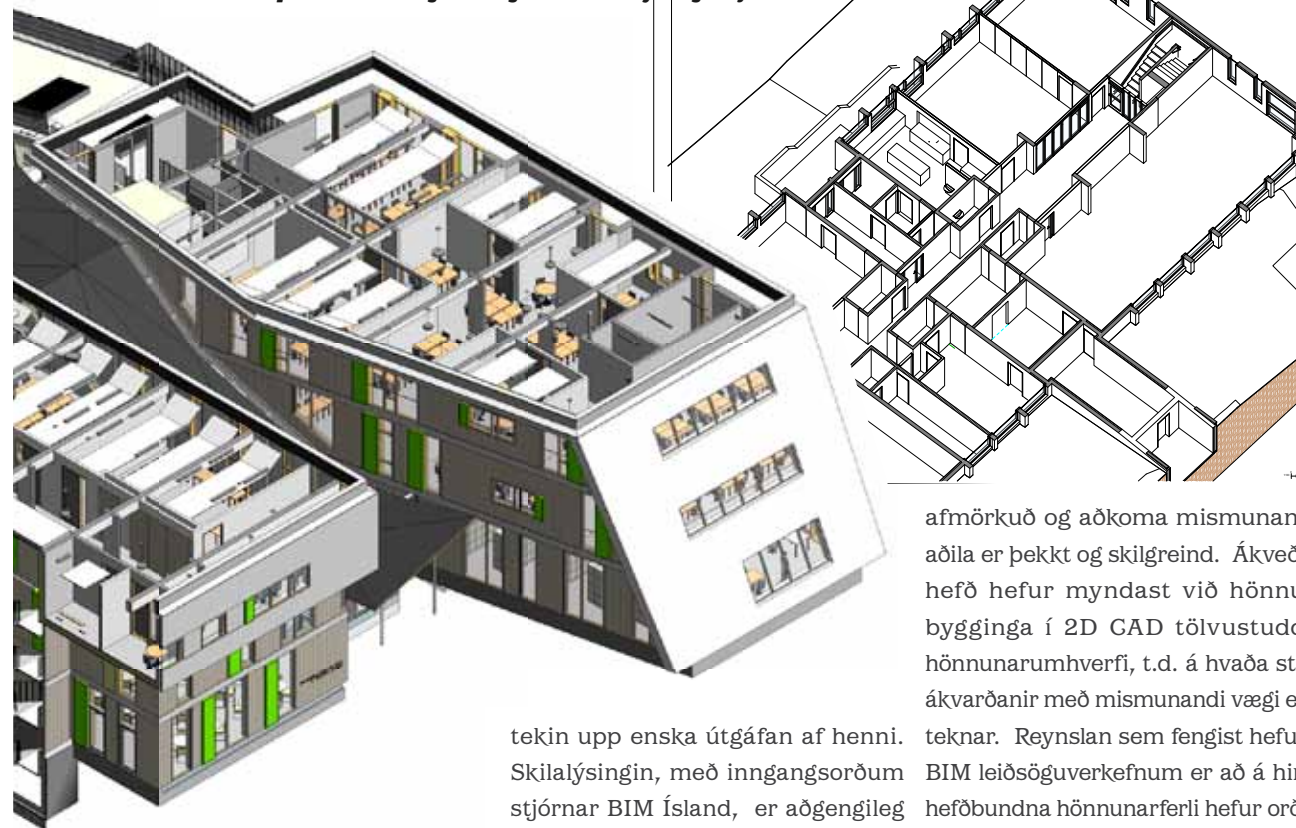 tekin upp enska útgáfan af henni.
Skilalýsingin, með inngangsorðum
stjórnar BIM Ísland, er aðgengileg
afmörkuð og aðkoma mismunan
aðila er þekkt og skilgreind. Ákveð
hefð hefur myndast við hönnu
bygginga í 2D CAD tölvustudd
hönnunarumhverfi, t.d. á hvaða st
ákvarðanir með mismunandi vægi e
teknar. Reynslan sem fengist hefu
BIM leiðsöguverkefnum er að á hin
hefðbundna hönnunarferli hefur orð